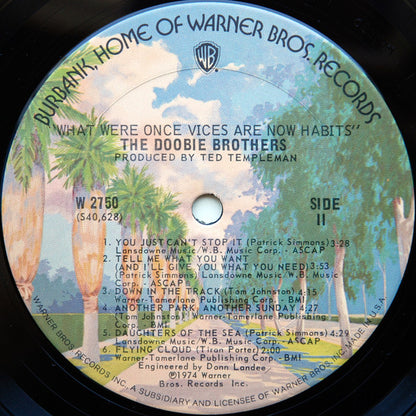 BURBANK, HOME OF WARNER BROS. RECORDS
WB
"WHAT WERE ONCE VICES ARE NOW HABITS"
THE DOOBIE BROTHERS
PRODUCED BY TED TEMPLEMAN
W 2750
(S40,628)
SIDE
II
1. YOU JUST CAN'T STOP IT (Patrick Simmons) 3:28
Lansdowne Music/W.B. Music Corp. - ASCAP
2. TELL ME WHAT YOU WANT
(AND I'LL GIVE YOU WHAT YOU NEED) 3:53
(Patrick Simmons) Lansdowne Music/W.B. Music
Corp. - ASCAP
3. DOWN IN THE TRACK (Tom Johnston) 4:15
Warner-Tamerlane Publishing Corp. - BMI
4. ANOTHER PARK, ANOTHER SUNDAY 4:27
(Tom Johnston) Warner-Tamerlane Publishing
Corp. - BMI
5. DAUGHTERS OF THE SEA (Patrick Simmons) 4:29
Lansdowne Music/W.B. Music Corp. - ASCAP
6. FLYING CLOUD (Tiran Porter) 2:00
Warner-Tamerlane Publishing Corp. - BMI
Engineered by Donn Landee
©1974 Warner
Bros. Records Inc.
WARNER BROS. RECORDS INC., A SUBSIDIARY AND LICENSEE OF WARNER BROS. INC. MADE IN U.S.A.